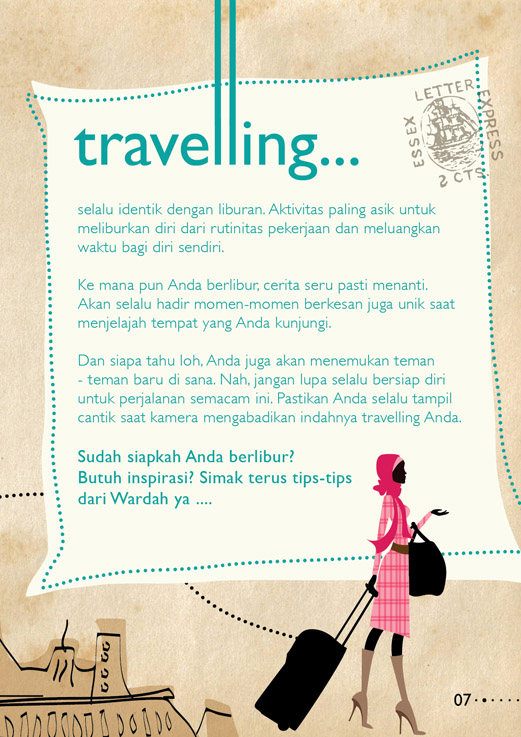 travelling...
ESSEX LETTER EXPRESS
2 CTS
selalu identik dengan liburan. Aktivitas paling asik untuk
meliburkan diri dari rutinitas pekerjaan dan meluangkan
waktu bagi diri sendiri.
Ke mana pun Anda berlibur, cerita seru pasti menanti.
Akan selalu hadir momen-momen berkesan juga unik saat
menjelajah tempat yang Anda kunjungi.
Dan siapa tahu loh, Anda juga akan menemukan teman
- teman baru di sana. Nah, jangan lupa selalu bersiap diri
untuk perjalanan semacam ini. Pastikan Anda selalu tampil
cantik saat kamera mengabadikan indahnya travelling Anda.
Sudah siapkah Anda berlibur?
Butuh inspirasi? Simak terus tips-tips
dari Wardah ya ....
07